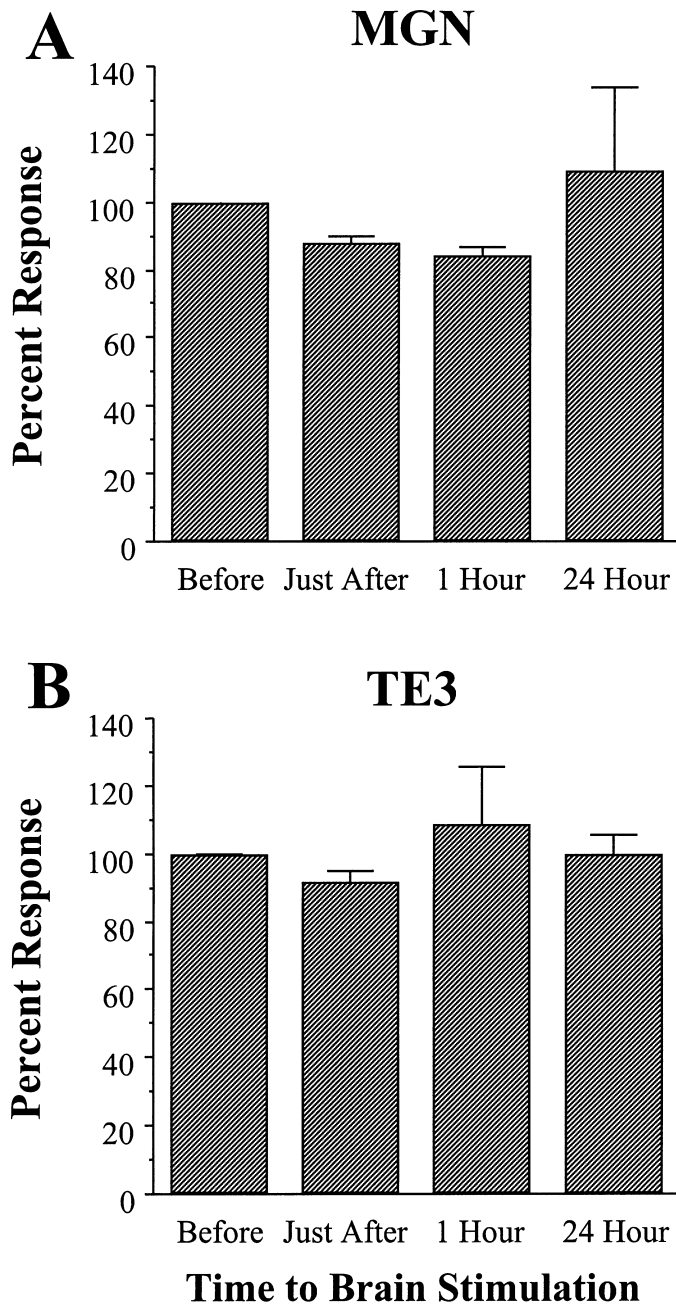 A
MGN
140
120
100
80
60
40
20
0
Percent Response
Before Just After 1 Hour 24 Hour
B
TE3
140
120
100
80
60
40
20
0
Percent Response
Before Just After 1 Hour 24 Hour
Time to Brain Stimulation